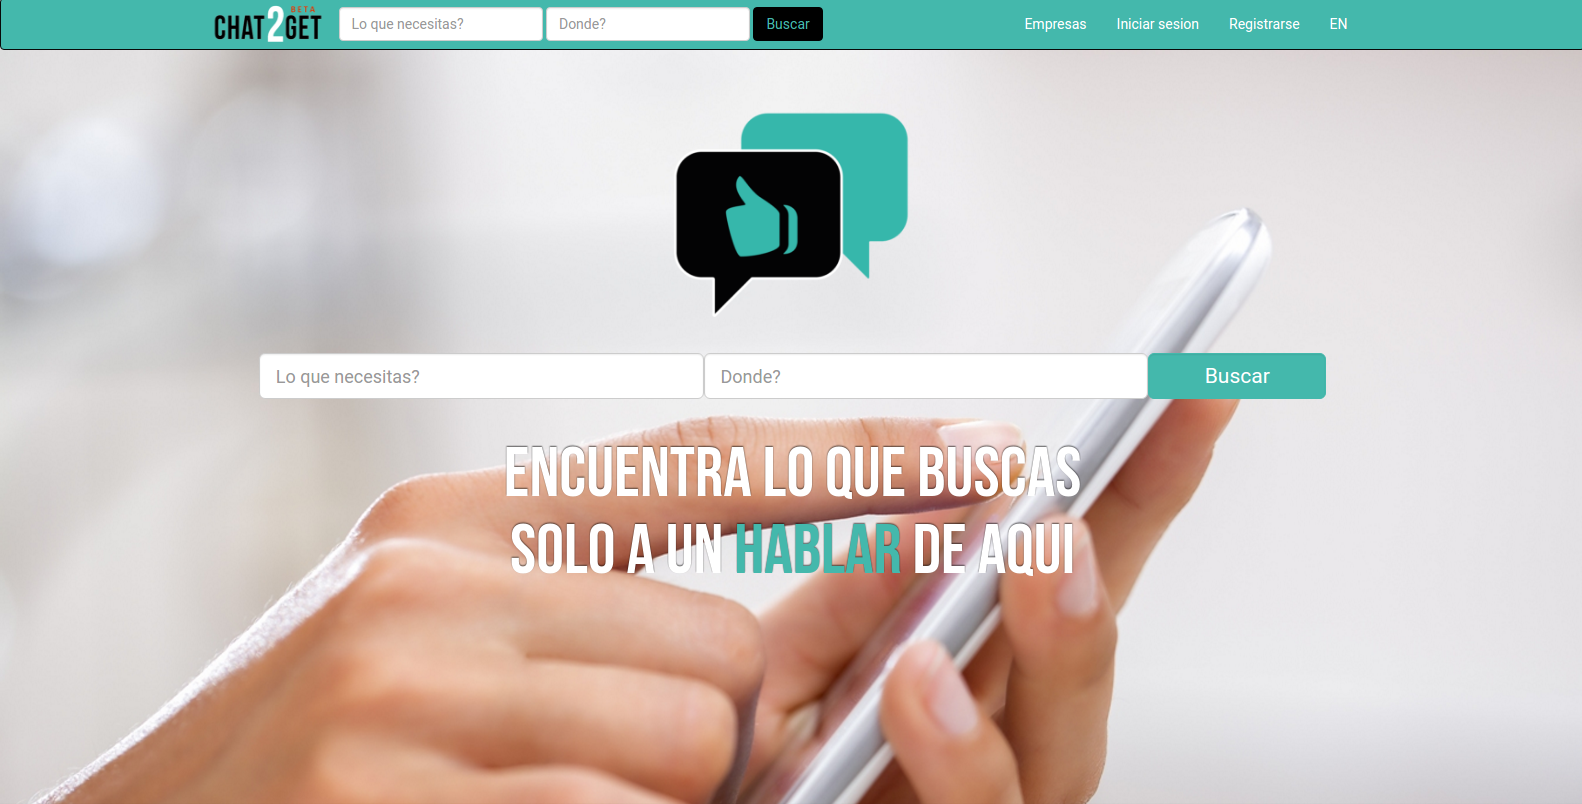 CHAT2GET BETA Lo que necesitas? Donde? Buscar Empresas Iniciar sesion Registrarse EN
Lo que necesitas? Donde? Buscar
ENCUENTRA LO QUE BUSCAS
SOLO A UN HABLAR DE AQUI